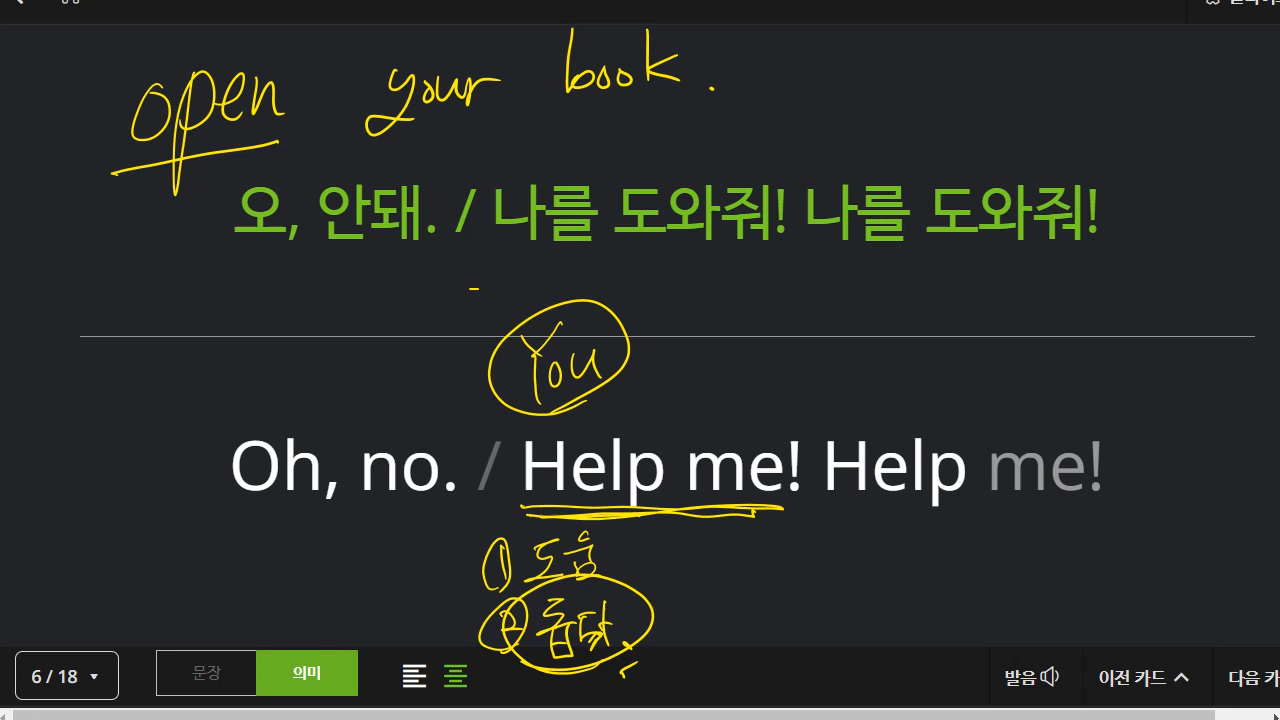 open your book.
오, 안돼. / 나를 도와줘! 나를 도와줘!
You
Oh, no. / Help me! Help me!
① 도움
②
6 / 18
문장
의미
발음
이전 카드
다음 카